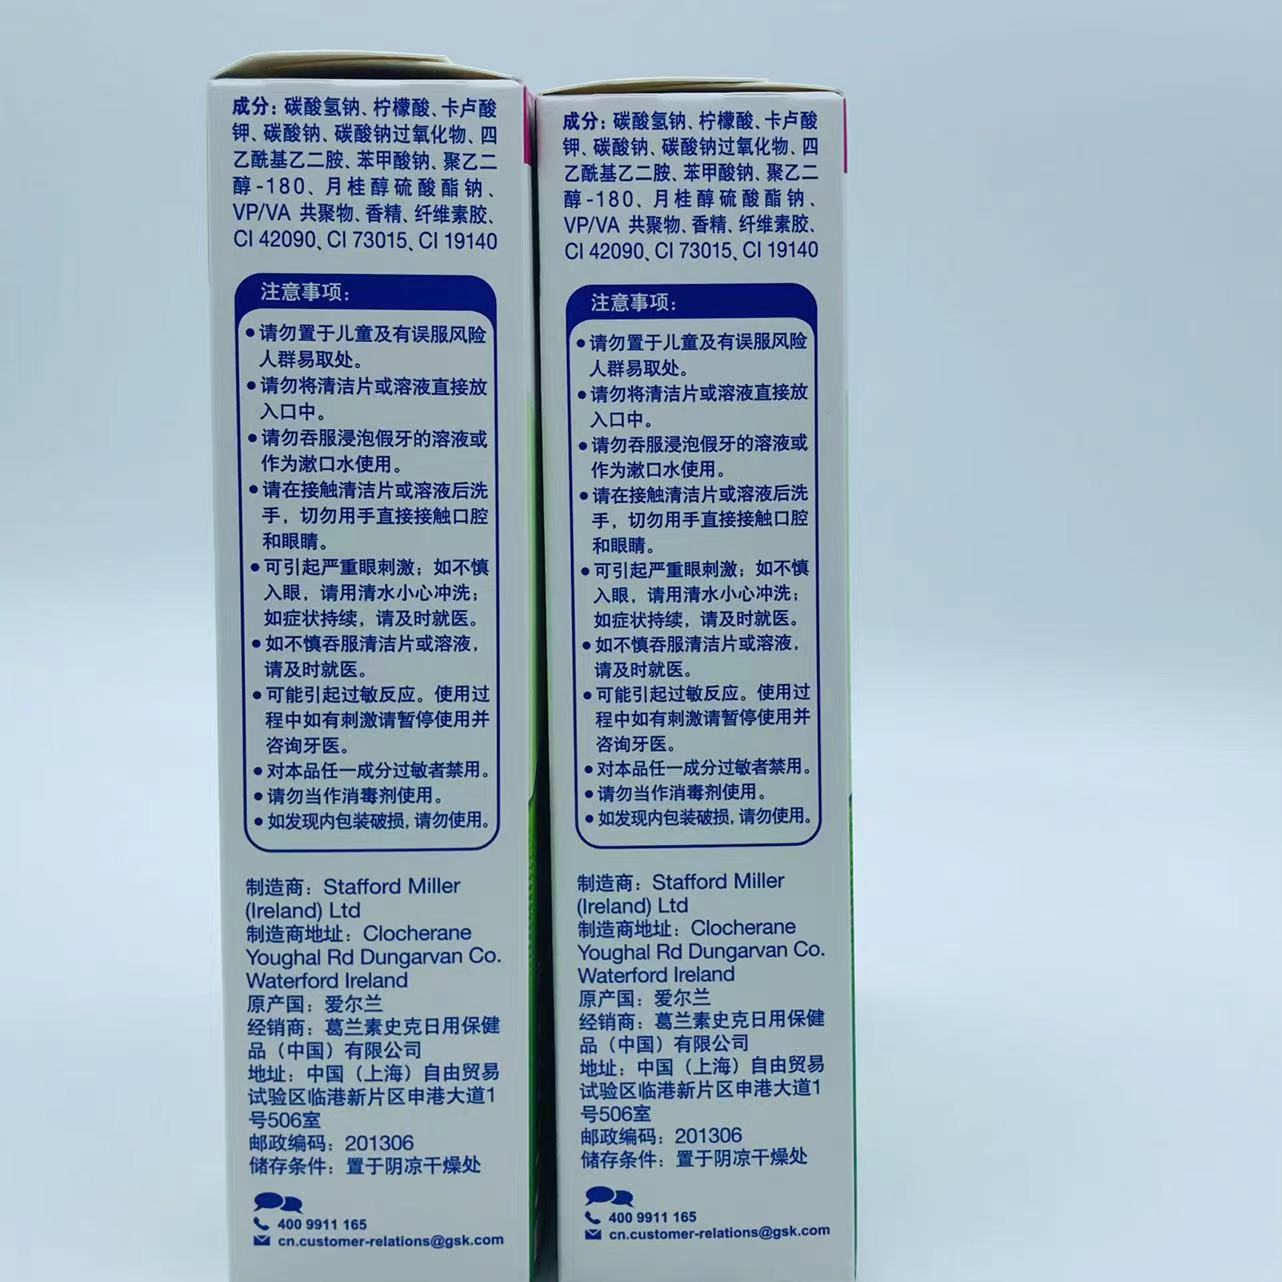 成分：碳酸氢钠、柠檬酸、卡卢酸
钾、碳酸钠、碳酸钠过氧化物、四
乙酰基乙二胺、苯甲酸钠、聚乙二
醇-180、月桂醇硫酸酯钠、
VP/VA 共聚物、香精、纤维素胶、
CI 42090、CI 73015、CI 19140
注意事项：
●请勿置于儿童及有误服风险
人群易取处。
●请勿将清洁片或溶液直接放
入口中。
●请勿吞服浸泡假牙的溶液或
作为漱口水使用。
●请在接触清洁片或溶液后洗
手，切勿用手直接接触口腔
和眼睛。
●可引起严重眼刺激；如不慎
入眼，请用清水小心冲洗；
如症状持续，请及时就医。
●如不慎吞服清洁片或溶液，
请及时就医。
●可能引起过敏反应。使用过
程中如有刺激请暂停使用并
咨询牙医。
●对本品任一成分过敏者禁用。
●请勿当作消毒剂使用。
●如发现内包装破损, 请勿使用。
制造商：Stafford Miller
(Ireland) Ltd
制造商地址：Clocherane
Youghal Rd Dungarvan Co.
Waterford Ireland
原产国：爱尔兰
经销商：葛兰素史克日用保健
品（中国）有限公司
地址：中国（上海）自由贸易
试验区临港新片区申港大道1
号506室
邮政编码：201306
储存条件：置于阴凉干燥处
400 9911 165
cn.customer-relations@gsk.com
成分：碳酸氢钠、柠檬酸、卡卢酸
钾、碳酸钠、碳酸钠过氧化物、四
乙酰基乙二胺、苯甲酸钠、聚乙二
醇-180、月桂醇硫酸酯钠、
VP/VA 共聚物、香精、纤维素胶、
CI 42090、CI 73015、CI 19140
注意事项：
●请勿置于儿童及有误服风险
人群易取处。
●请勿将清洁片或溶液直接放
入口中。
●请勿吞服浸泡假牙的溶液或
作为漱口水使用。
●请在接触清洁片或溶液后洗
手，切勿用手直接接触口腔
和眼睛。
●可引起严重眼刺激；如不慎
入眼，请用清水小心冲洗；
如症状持续，请及时就医。
●如不慎吞服清洁片或溶液，
请及时就医。
●可能引起过敏反应。使用过
程中如有刺激请暂停使用并
咨询牙医。
●对本品任一成分过敏者禁用。
●请勿当作消毒剂使用。
●如发现内包装破损, 请勿使用。
制造商：Stafford Miller
(Ireland) Ltd
制造商地址：Clocherane
Youghal Rd Dungarvan Co.
Waterford Ireland
原产国：爱尔兰
经销商：葛兰素史克日用保健
品（中国）有限公司
地址：中国（上海）自由贸易
试验区临港新片区申港大道1
号506室
邮政编码：201306
储存条件：置于阴凉干燥处
400 9911 165
cn.customer-relations@gsk.com